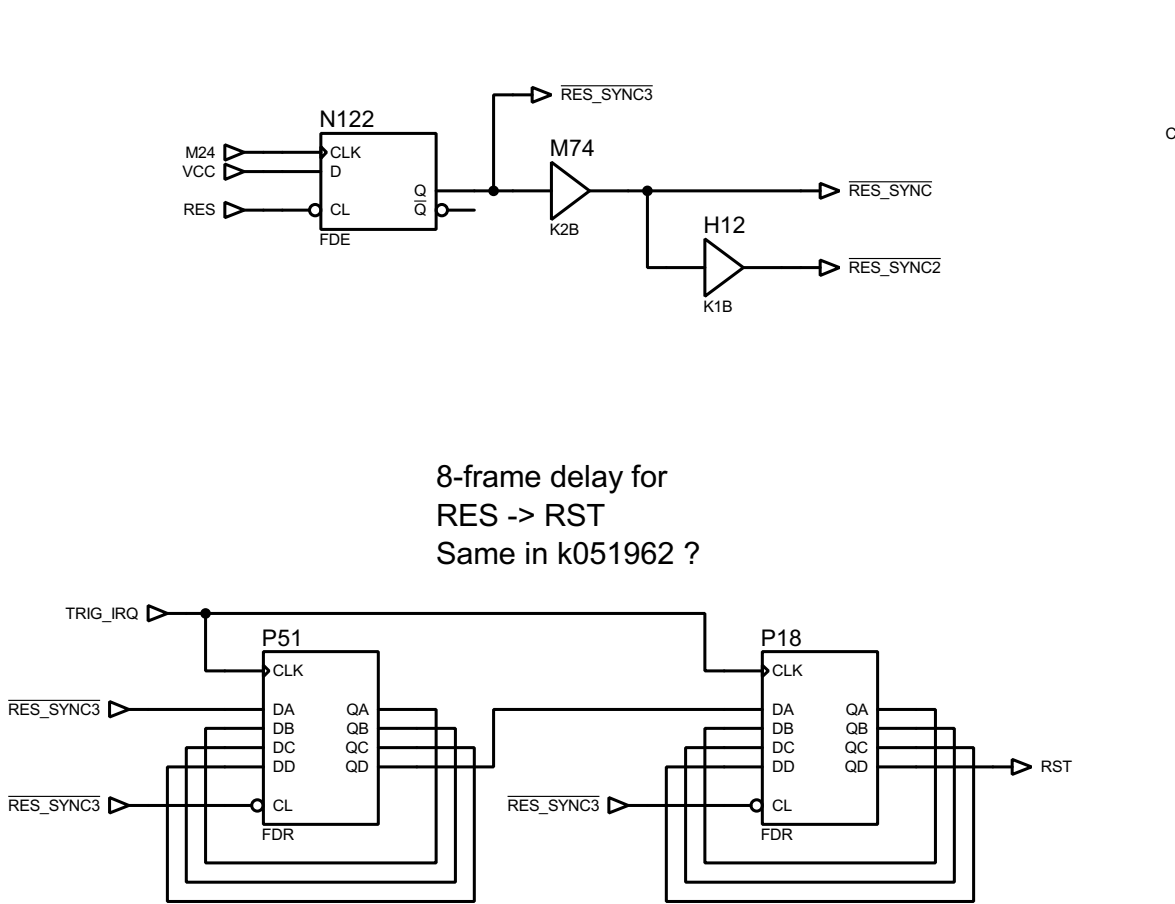 RES_SYNC3
N122
M24
CLK
VCC
D
M74
C
Q
RES_SYNC
RES
CL
Q
K2B
FDE
H12
RES_SYNC2
K1B
8-frame delay for
RES -> RST
Same in k051962 ?
TRIG_IRQ
P51
P18
CLK
CLK
RES_SYNC3
DA QA
DB QB
DC QC
DD QD
DA QA
DB QB
DC QC
DD QD
RST
RES_SYNC3
CL
RES_SYNC3
CL
FDR
FDR